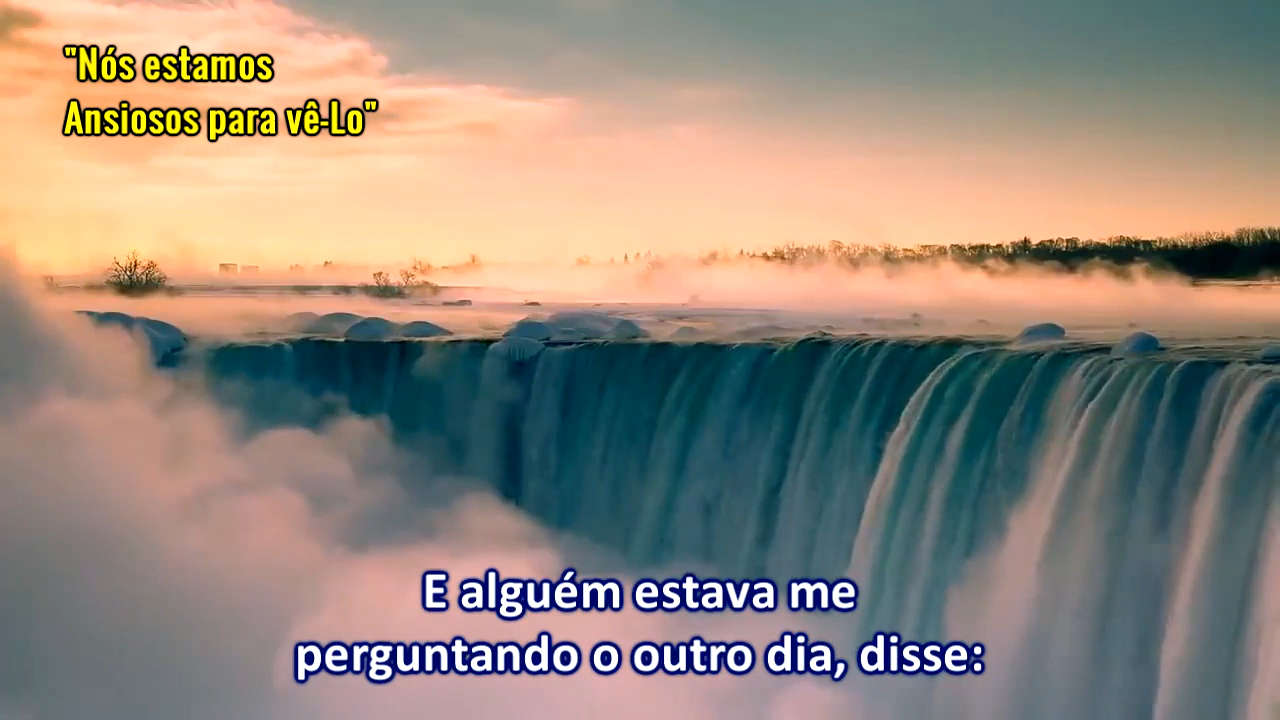 "Nós estamos
Ansiosos para vê-Lo"
E alguém estava me
perguntando o outro dia, disse: